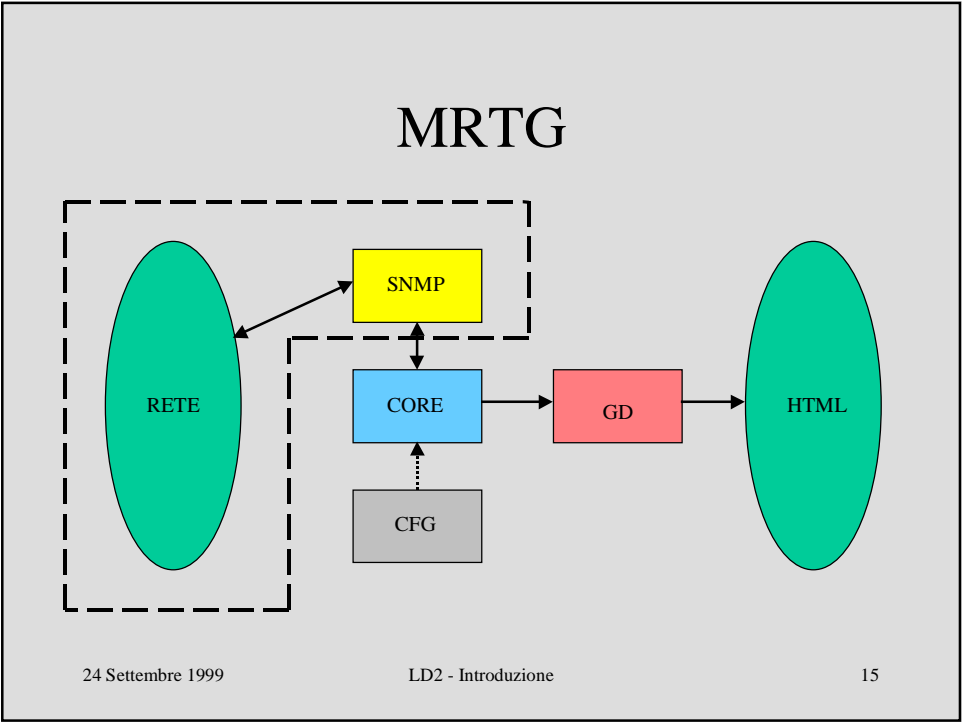 MRTG
SNMP
RETE
CORE
GD
HTML
CFG
24 Settembre 1999
LD2 - Introduzione
15